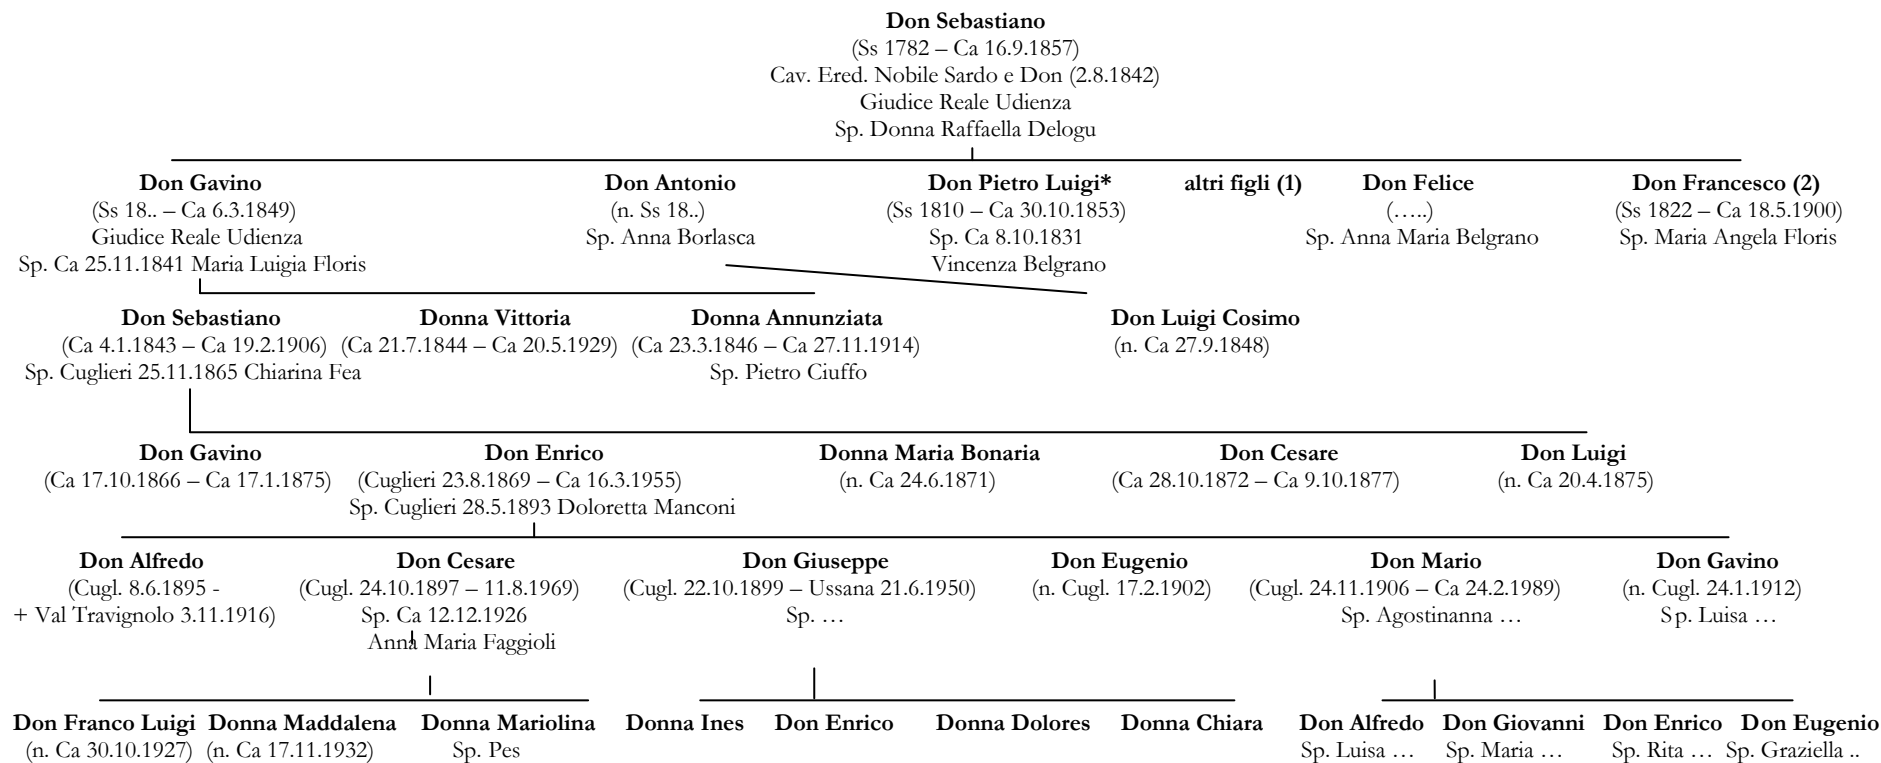 Don Sebastiano
(Ss 1782 – Ca 16.9.1857)
Cav. Ered. Nobile Sardo e Don (2.8.1842)
Giudice Reale Udienza
Sp. Donna Raffaella Delogu
Don Gavino
(Ss 18.. – Ca 6.3.1849)
Giudice Reale Udienza
Sp. Ca 25.11.1841 Maria Luigia Floris
Don Antonio
(n. Ss 18..)
Sp. Anna Borlasca
Don Pietro Luigi*
(Ss 1810 – Ca 30.10.1853)
Sp. Ca 8.10.1831
Vincenza Belgrano
altri figli (1)
Don Felice
(…..)
Sp. Anna Maria Belgrano
Don Francesco (2)
(Ss 1822 – Ca 18.5.1900)
Sp. Maria Angela Floris
Don Sebastiano
(Ca 4.1.1843 – Ca 19.2.1906)
Sp. Cuglieri 25.11.1865 Chiarina Fea
Donna Vittoria
(Ca 21.7.1844 – Ca 20.5.1929)
Donna Annunziata
(Ca 23.3.1846 – Ca 27.11.1914)
Sp. Pietro Ciuffo
Don Luigi Cosimo
(n. Ca 27.9.1848)
Don Gavino
(Ca 17.10.1866 – Ca 17.1.1875)
Don Enrico
(Cuglieri 23.8.1869 – Ca 16.3.1955)
Sp. Cuglieri 28.5.1893 Doloretta Manconi
Donna Maria Bonaria
(n. Ca 24.6.1871)
Don Cesare
(Ca 28.10.1872 – Ca 9.10.1877)
Don Luigi
(n. Ca 20.4.1875)
Don Alfredo
(Cugl. 8.6.1895 -
+ Val Travignolo 3.11.1916)
Don Cesare
(Cugl. 24.10.1897 – 11.8.1969)
Sp. Ca 12.12.1926
Anna Maria Faggioli
Don Giuseppe
(Cugl. 22.10.1899 – Ussana 21.6.1950)
Sp. …
Don Eugenio
(n. Cugl. 17.2.1902)
Don Mario
(Cugl. 24.11.1906 – Ca 24.2.1989)
Sp. Agostinanna …
Don Gavino
(n. Cugl. 24.1.1912)
Sp. Luisa …
Don Franco Luigi
(n. Ca 30.10.1927)
Donna Maddalena
(n. Ca 17.11.1932)
Donna Mariolina
Sp. Pes
Donna Ines
Don Enrico
Donna Dolores
Donna Chiara
Don Alfredo
Sp. Luisa …
Don Giovanni
Sp. Maria …
Don Enrico
Sp. Rita …
Don Eugenio
Sp. Graziella ..